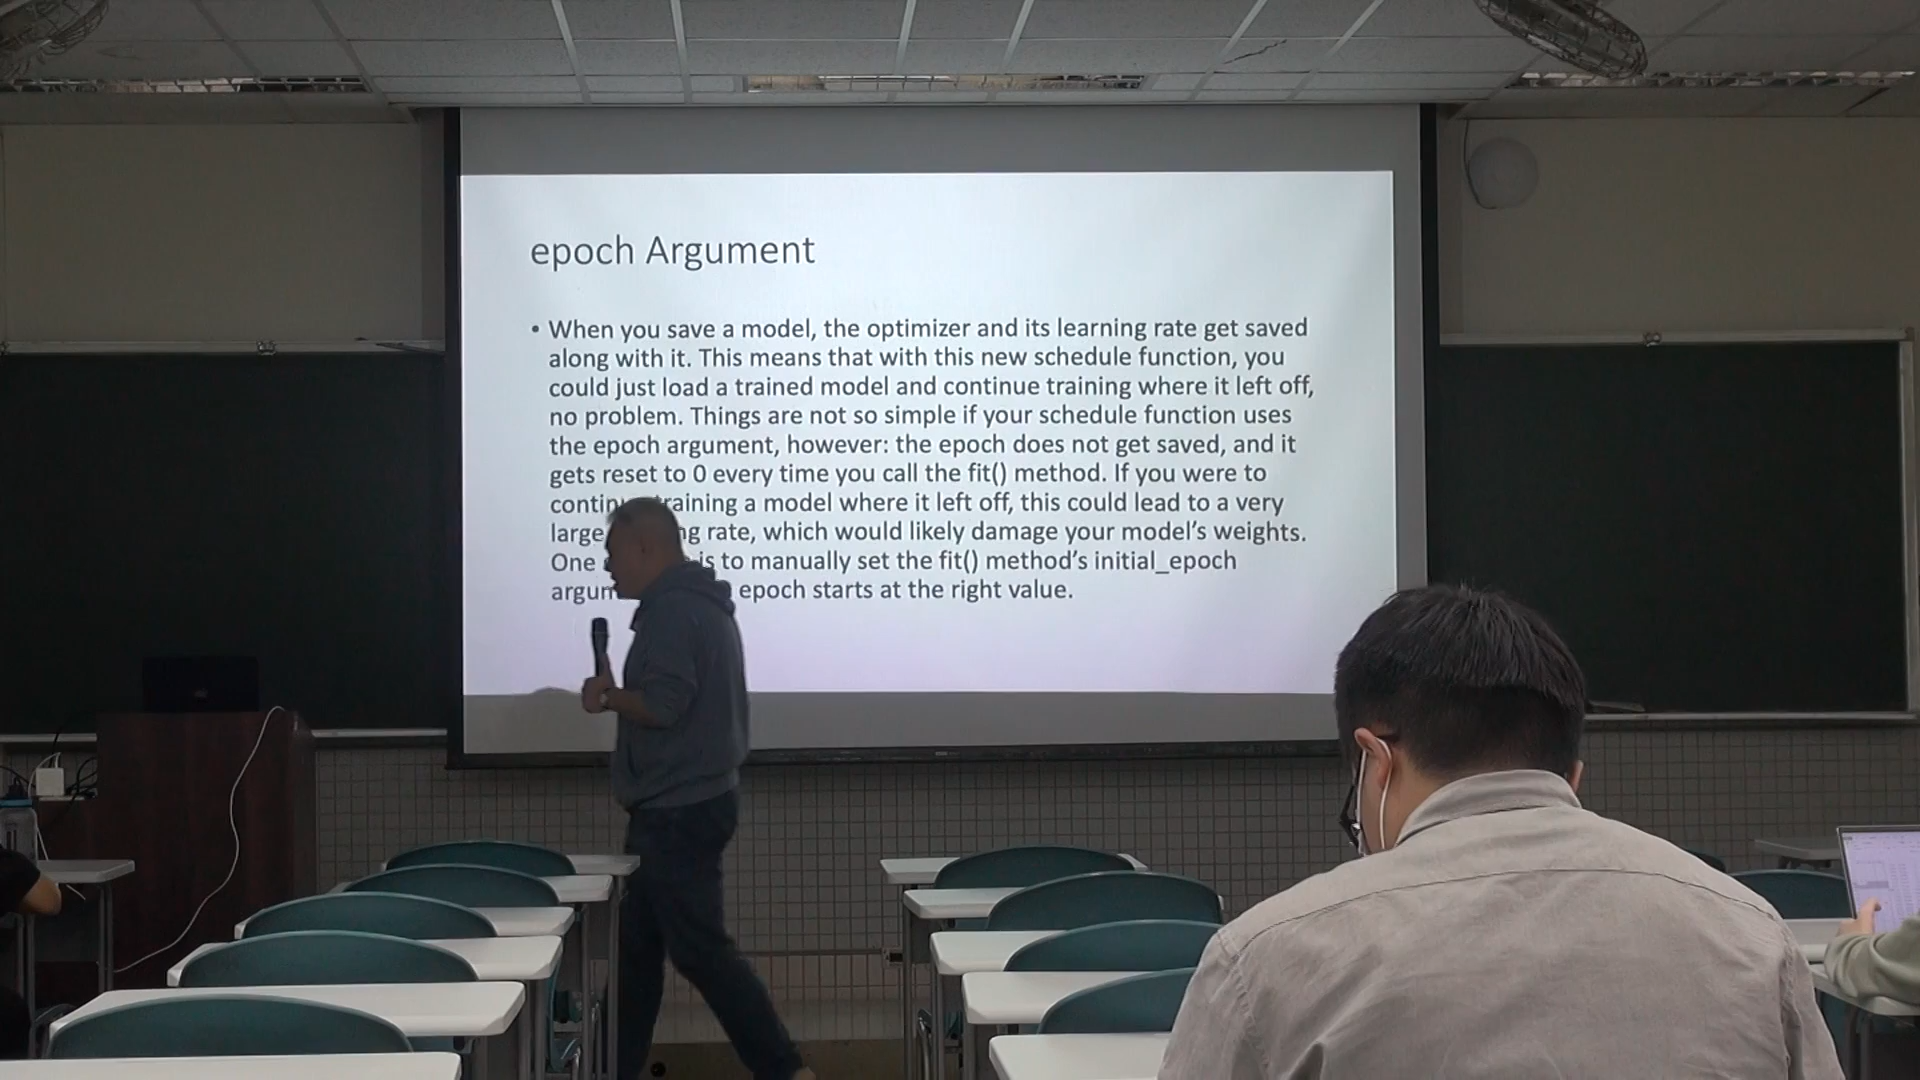 epoch Argument
• When you save a model, the optimizer and its learning rate get saved
along with it. This means that with this new schedule function, you
could just load a trained model and continue training where it left off,
no problem. Things are not so simple if your schedule function uses
the epoch argument, however: the epoch does not get saved, and it
gets reset to 0 every time you call the fit() method. If you were to
training a model where it left off, this could lead to a very
large rate, which would likely damage your model’s weights.
One is to manually set the fit() method’s initial_epoch
epoch starts at the right value.